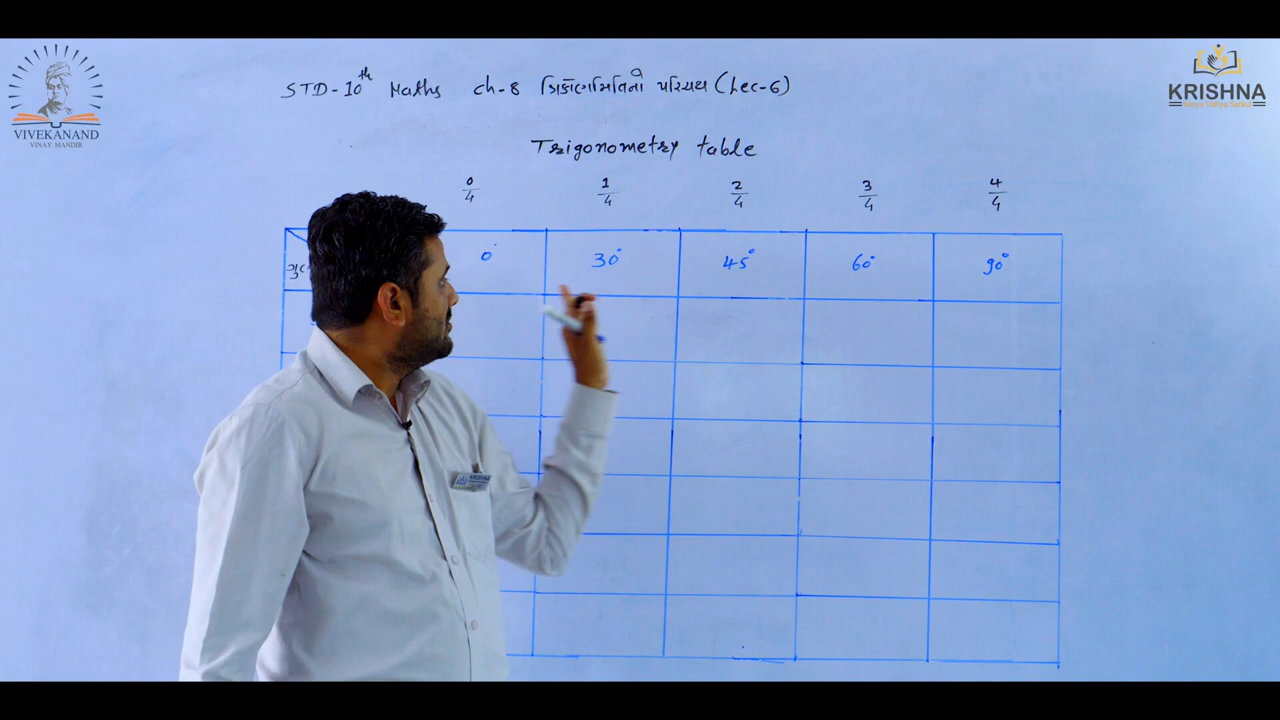 STD-10th Maths ch-8 ત્રિકોણમિતિનો પરિચય (Lec-6)
Trigonometry table
0/4 1/4 2/4 3/4 4/4
0° 30° 45° 60° 90°
VIVEKANAND
VINAY MANDIR
KRISHNA
KRISHNA